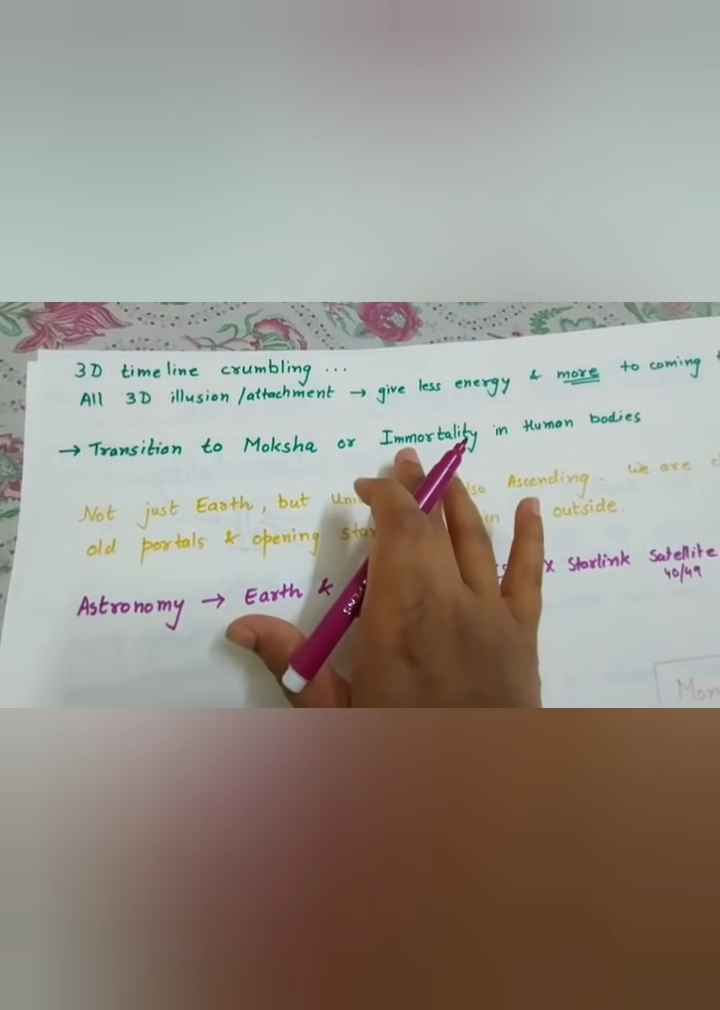 3D timeline crumbling ...
All 3D illusion/attachment → give less energy & more to coming
→ Transition to Moksha or Immortality in Human bodies
Not just Earth, but Ascending. We are
old portals & opening outside.
Astronomy → Earth & X Starlink Satellite
40/49